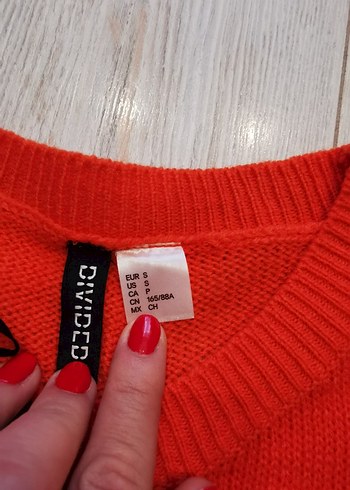 DIVIDED
EUR S
US S
CA P
CN 165/88A
MX CH